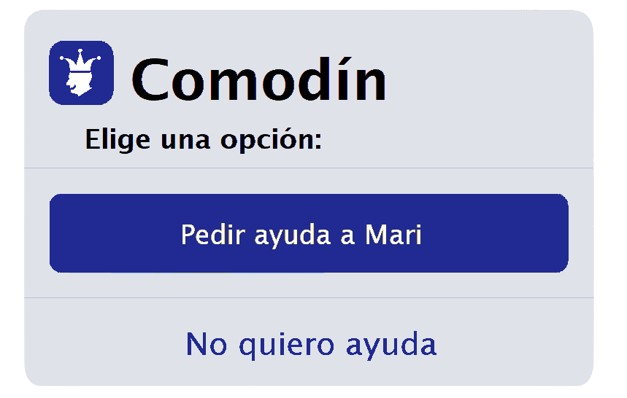 Comodín
Elige una opción:
Pedir ayuda a Mari
No quiero ayuda